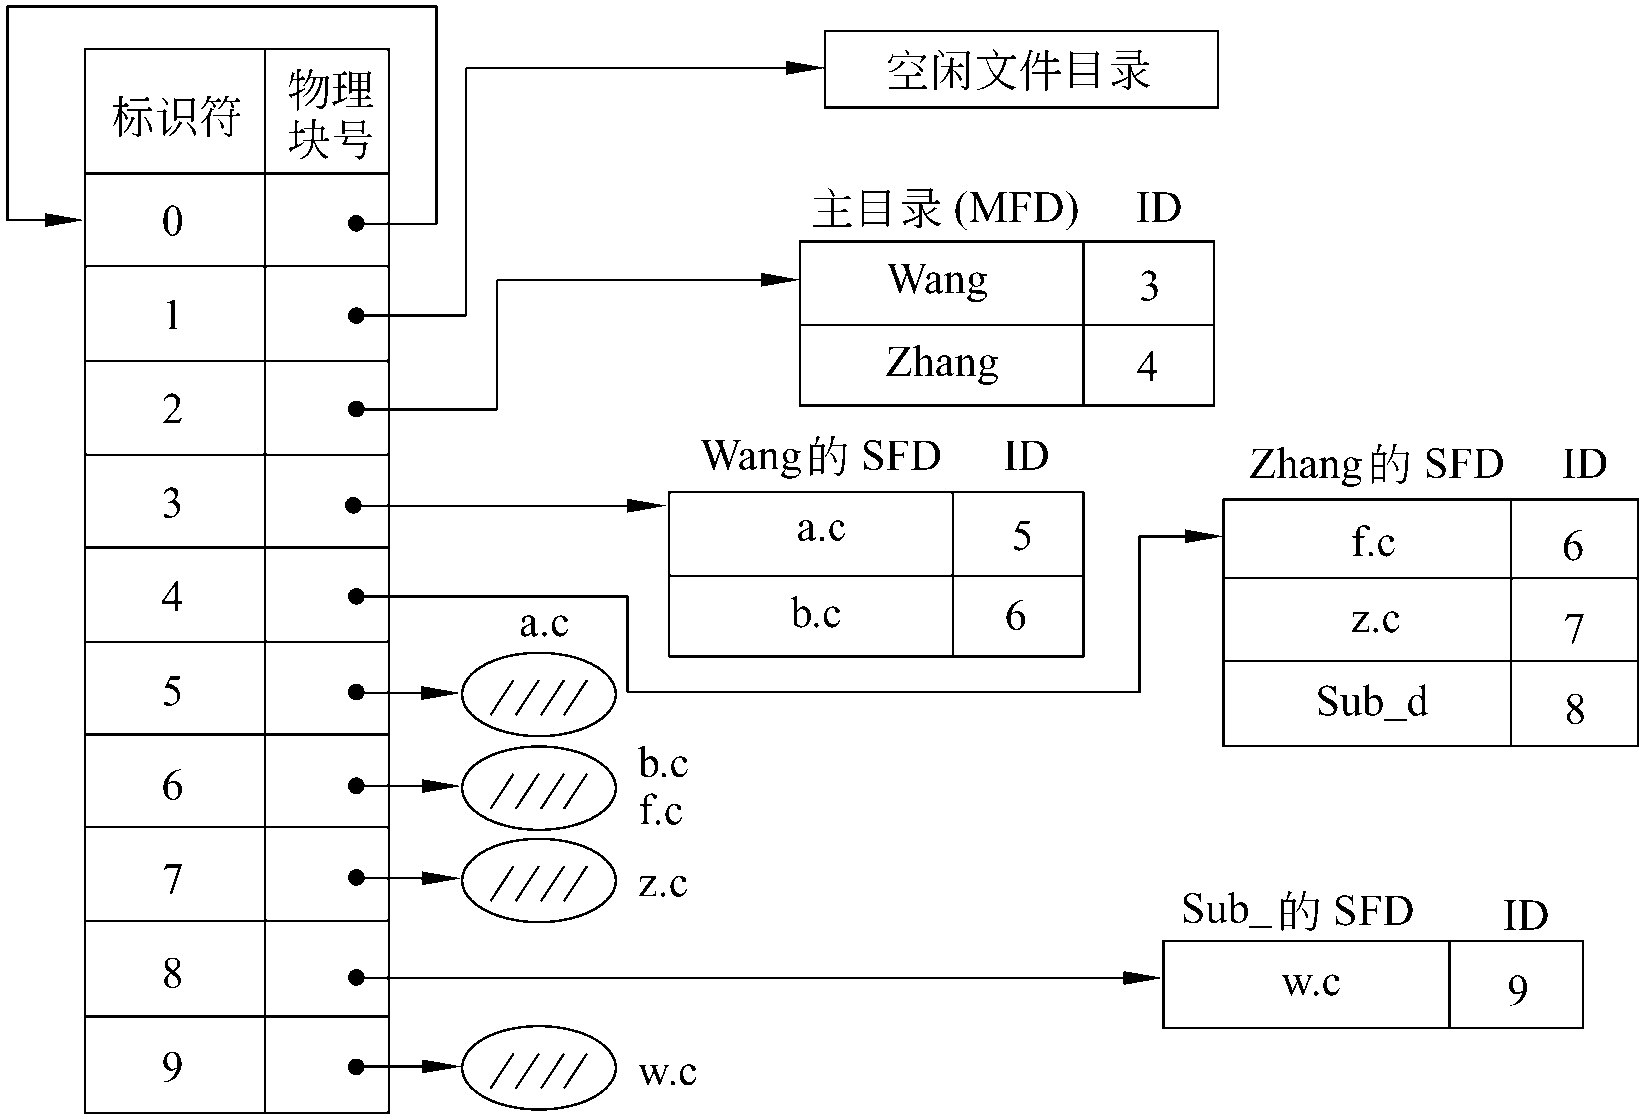 标识符
物理
块号
0
1
2
3
4
5
6
7
8
9
空闲文件目录
主目录 (MFD) ID
Wang 3
Zhang 4
Wang的 SFD ID
a.c 5
b.c 6
Zhang的 SFD ID
f.c 6
z.c 7
Sub_d 8
a.c
b.c
f.c
z.c
Sub_的 SFD ID
w.c 9
w.c